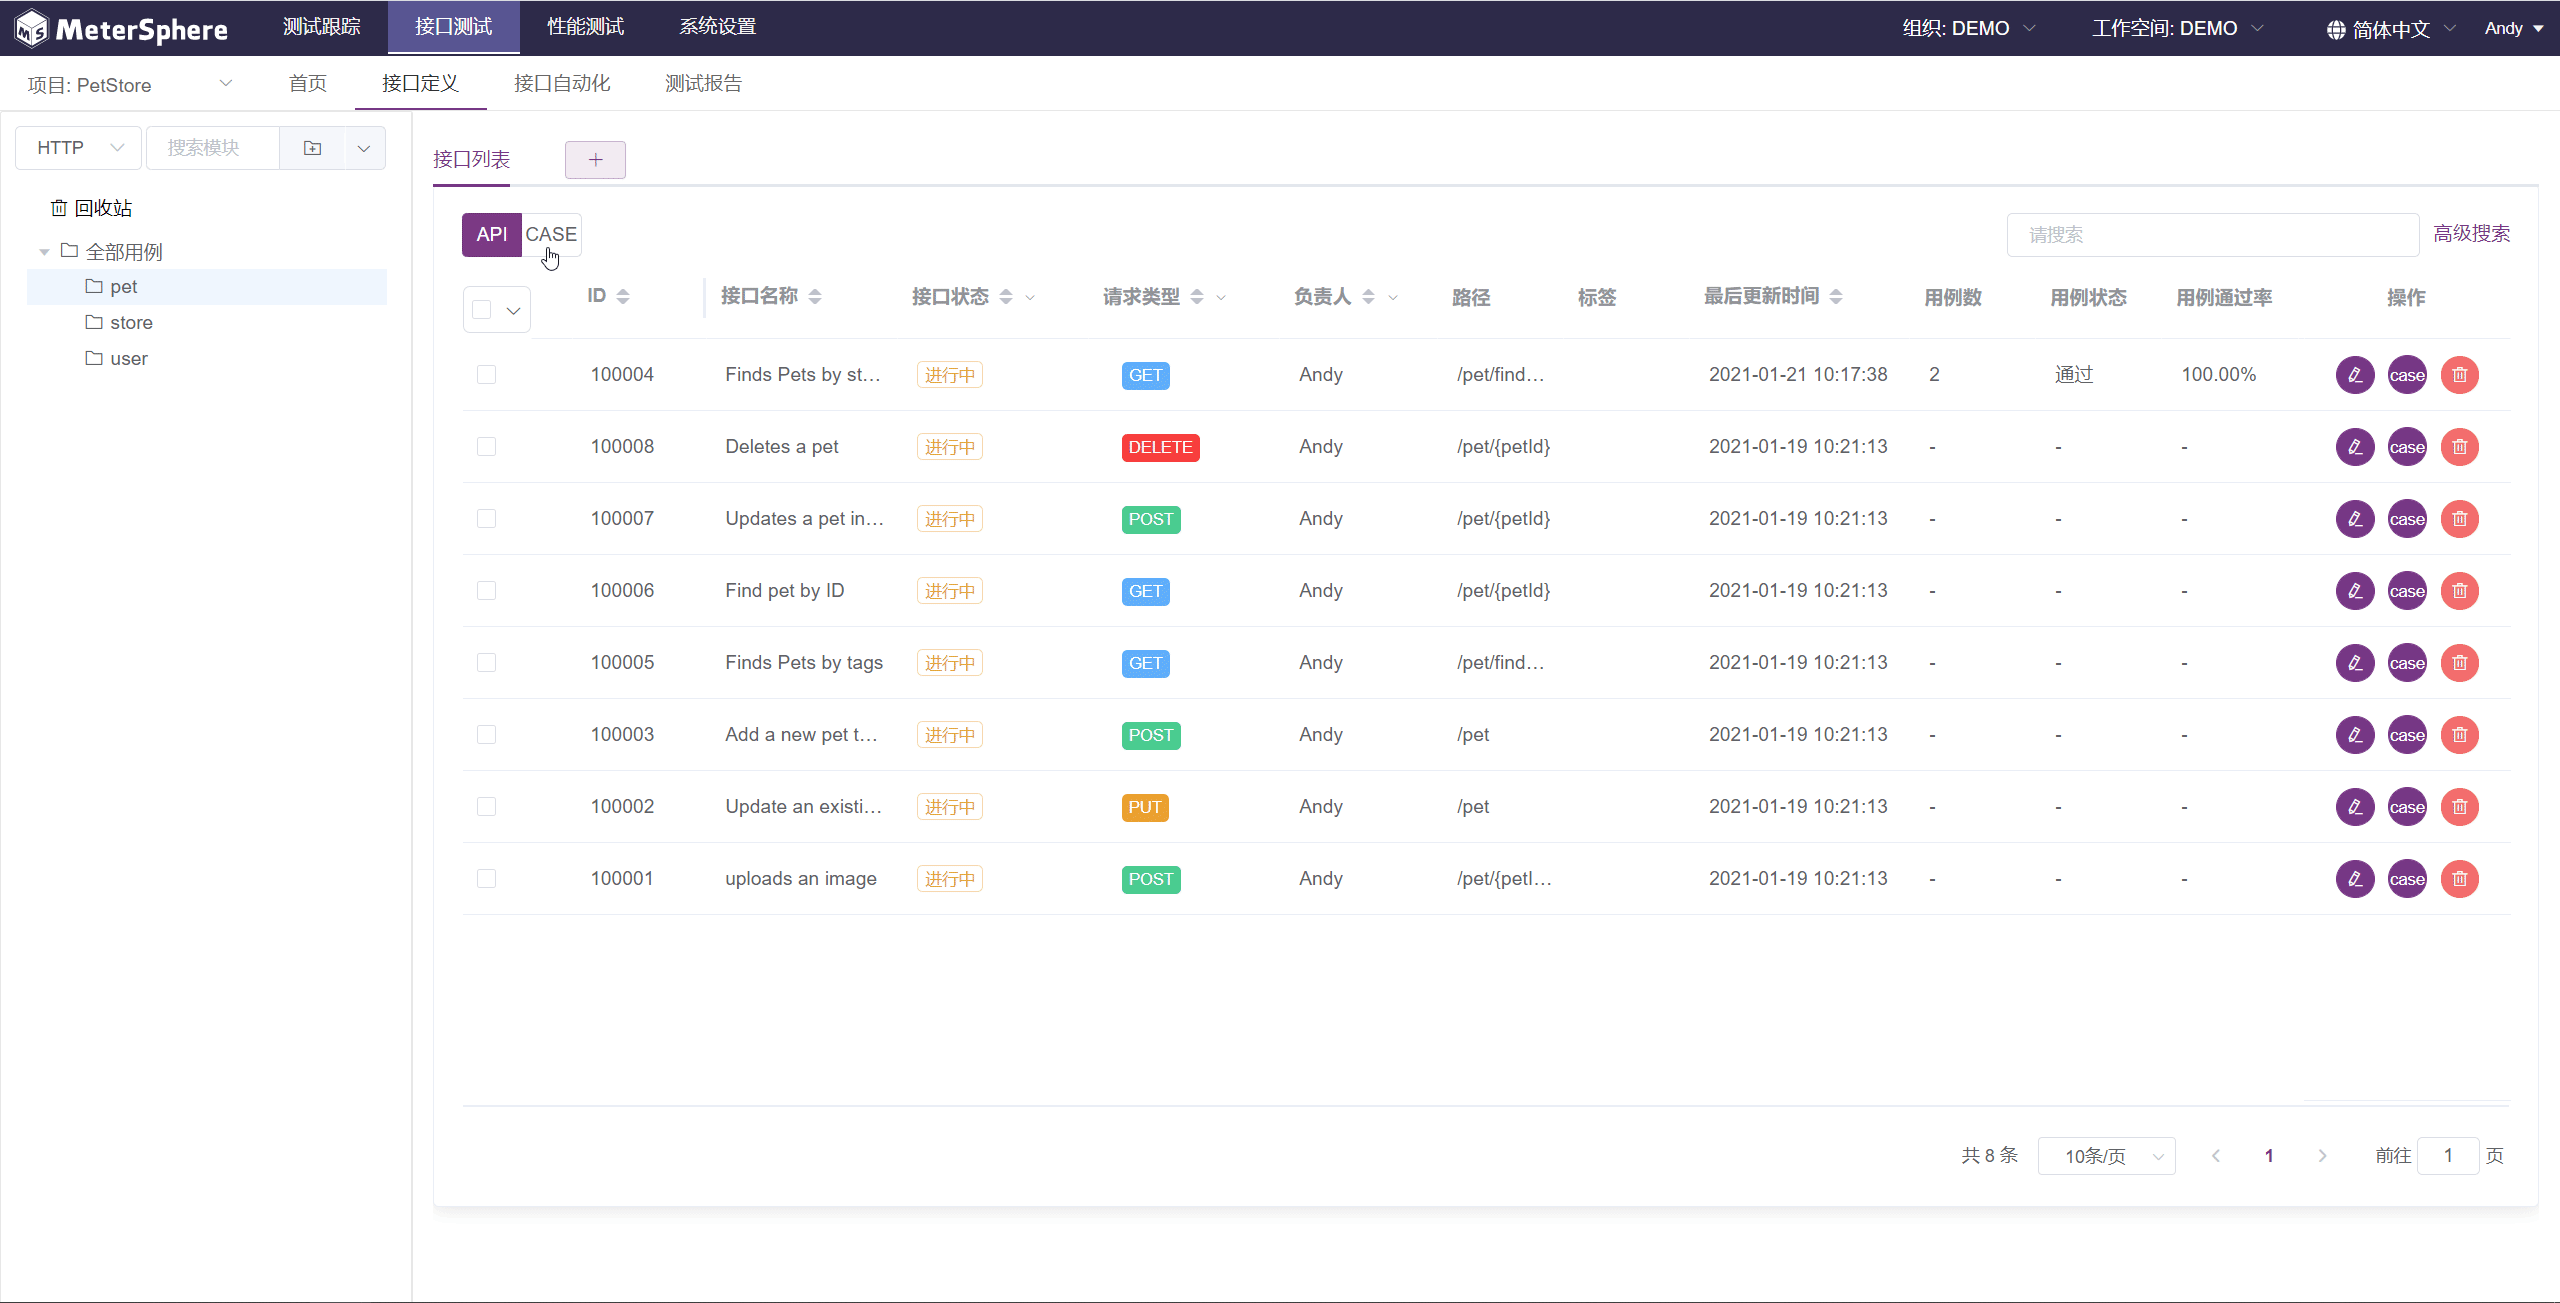 MeterSphere 测试跟踪 接口测试 性能测试 系统设置 组织: DEMO 工作空间: DEMO 简体中文 Andy
项目: PetStore 首页 接口定义 接口自动化 测试报告
HTTP 搜索模块
回收站
全部用例
pet
store
user
接口列表 +
API CASE 请搜索 高级搜索
ID 接口名称 接口状态 请求类型 负责人 路径 标签 最后更新时间 用例数 用例状态 用例通过率 操作
100004 Finds Pets by st... 进行中 GET Andy /pet/find... 2021-01-21 10:17:38 2 通过 100.00% case
100008 Deletes a pet 进行中 DELETE Andy /pet/{petId} 2021-01-19 10:21:13 - - - case
100007 Updates a pet in... 进行中 POST Andy /pet/{petId} 2021-01-19 10:21:13 - - - case
100006 Find pet by ID 进行中 GET Andy /pet/{petId} 2021-01-19 10:21:13 - - - case
100005 Finds Pets by tags 进行中 GET Andy /pet/find... 2021-01-19 10:21:13 - - - case
100003 Add a new pet t... 进行中 POST Andy /pet 2021-01-19 10:21:13 - - - case
100002 Update an existi... 进行中 PUT Andy /pet 2021-01-19 10:21:13 - - - case
100001 uploads an image 进行中 POST Andy /pet/{petI... 2021-01-19 10:21:13 - - - case
共 8 条 10条/页 1 前往 1 页